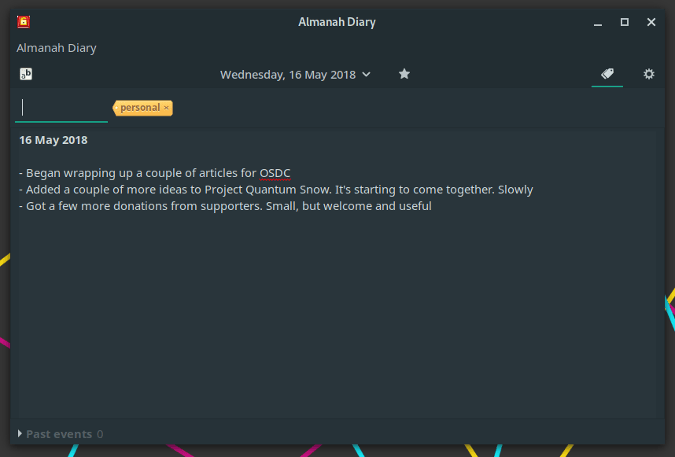 Almanah Diary
Almanah Diary
ab
Wednesday, 16 May 2018
personal ×
16 May 2018
- Began wrapping up a couple of articles for OSDC
- Added a couple of more ideas to Project Quantum Snow. It's starting to come together. Slowly
- Got a few more donations from supporters. Small, but welcome and useful
Past events 0